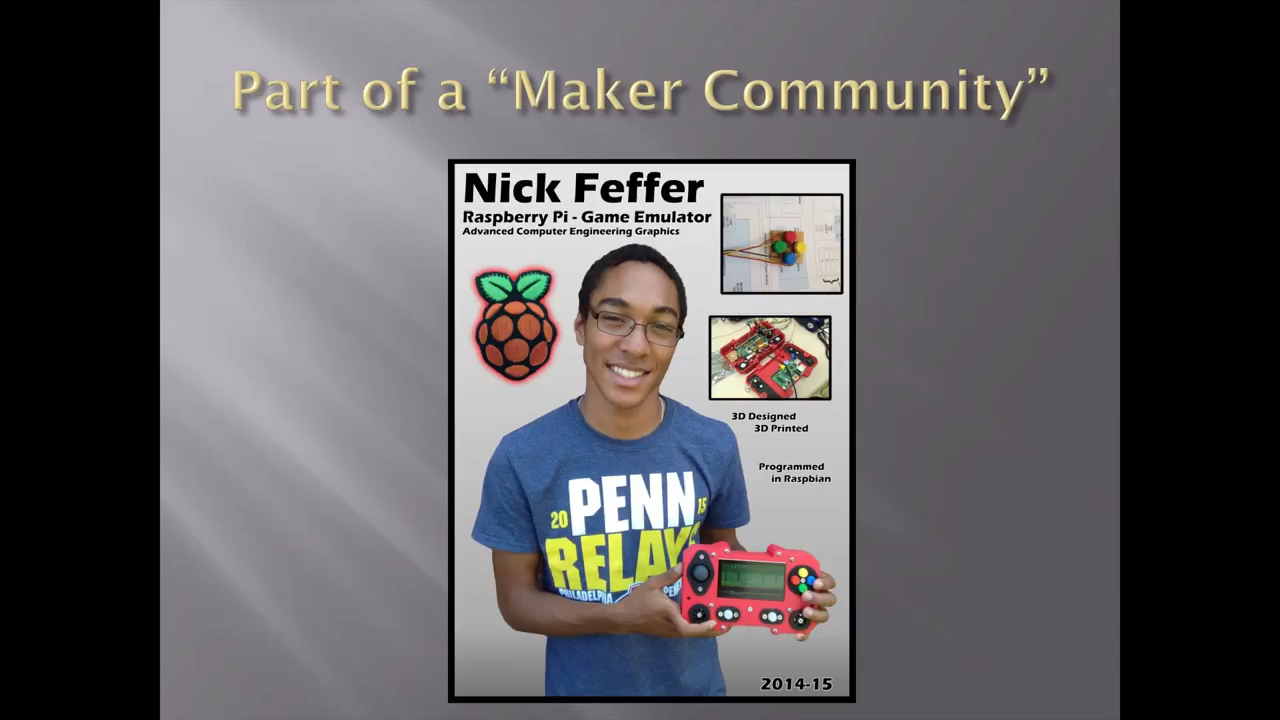 Part of a “Maker Community”
Nick Feffer
Raspberry Pi - Game Emulator
Advanced Computer Engineering Graphics
3D Designed
3D Printed
Programmed
in Raspbian
20 PENN 15
RELAYS
PHILADELPHIA
2014-15